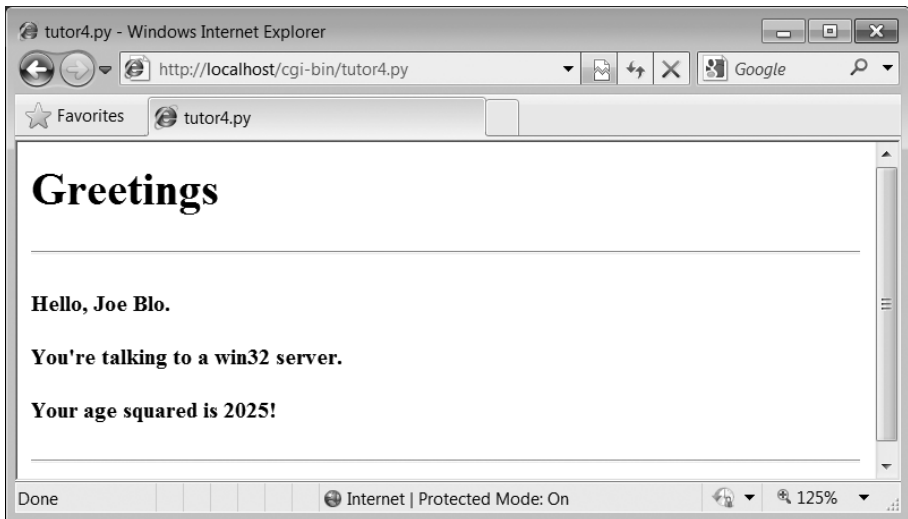 tutor4.py - Windows Internet Explorer
http://localhost/cgi-bin/tutor4.py
Google
Favorites
tutor4.py
Greetings
Hello, Joe Blo.
You're talking to a win32 server.
Your age squared is 2025!
Done
Internet | Protected Mode: On
125%